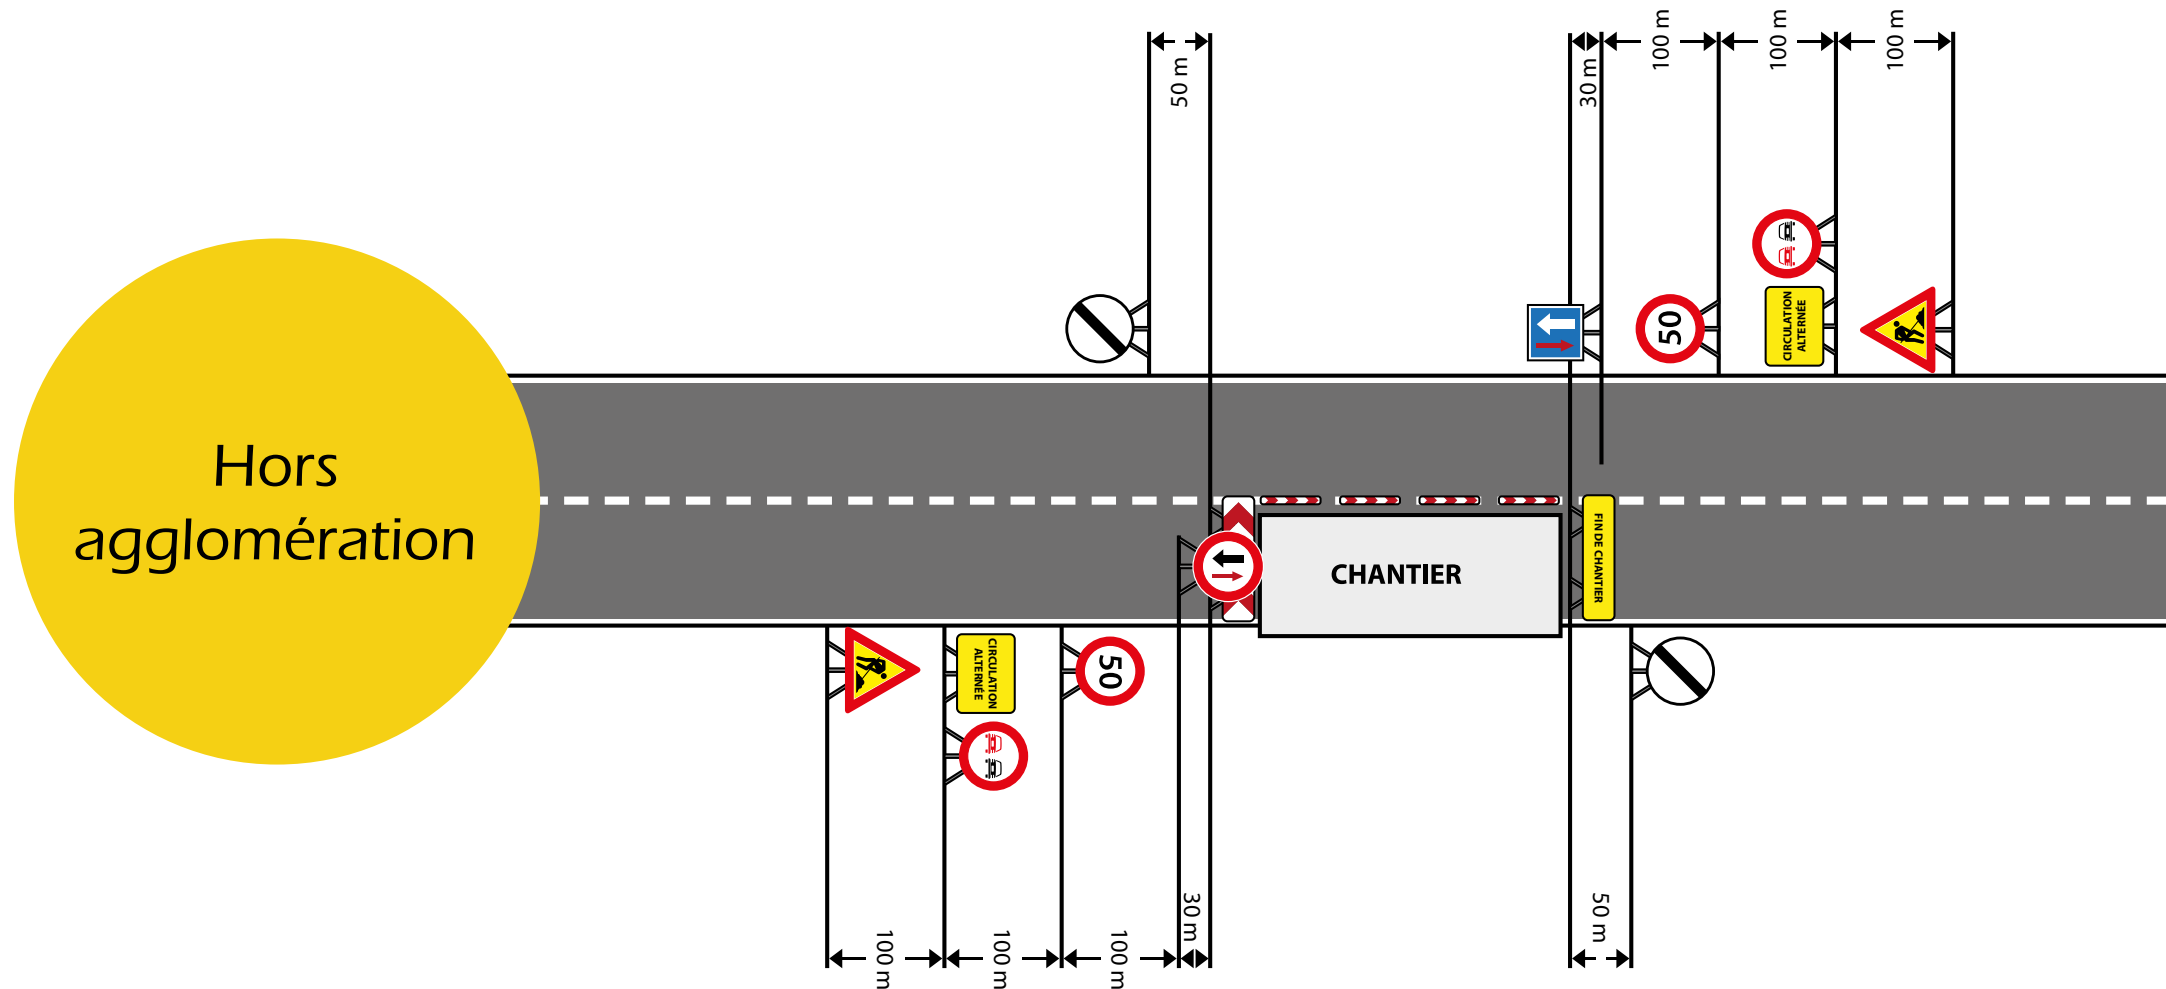 50 m
30 m
100 m
100 m
100 m
50
CIRCULATION
ALTERNÉE
Hors
agglomération
CHANTIER
FIN DE CHANTIER
CIRCULATION
ALTERNÉE
50
100 m
100 m
100 m
30 m
50 m